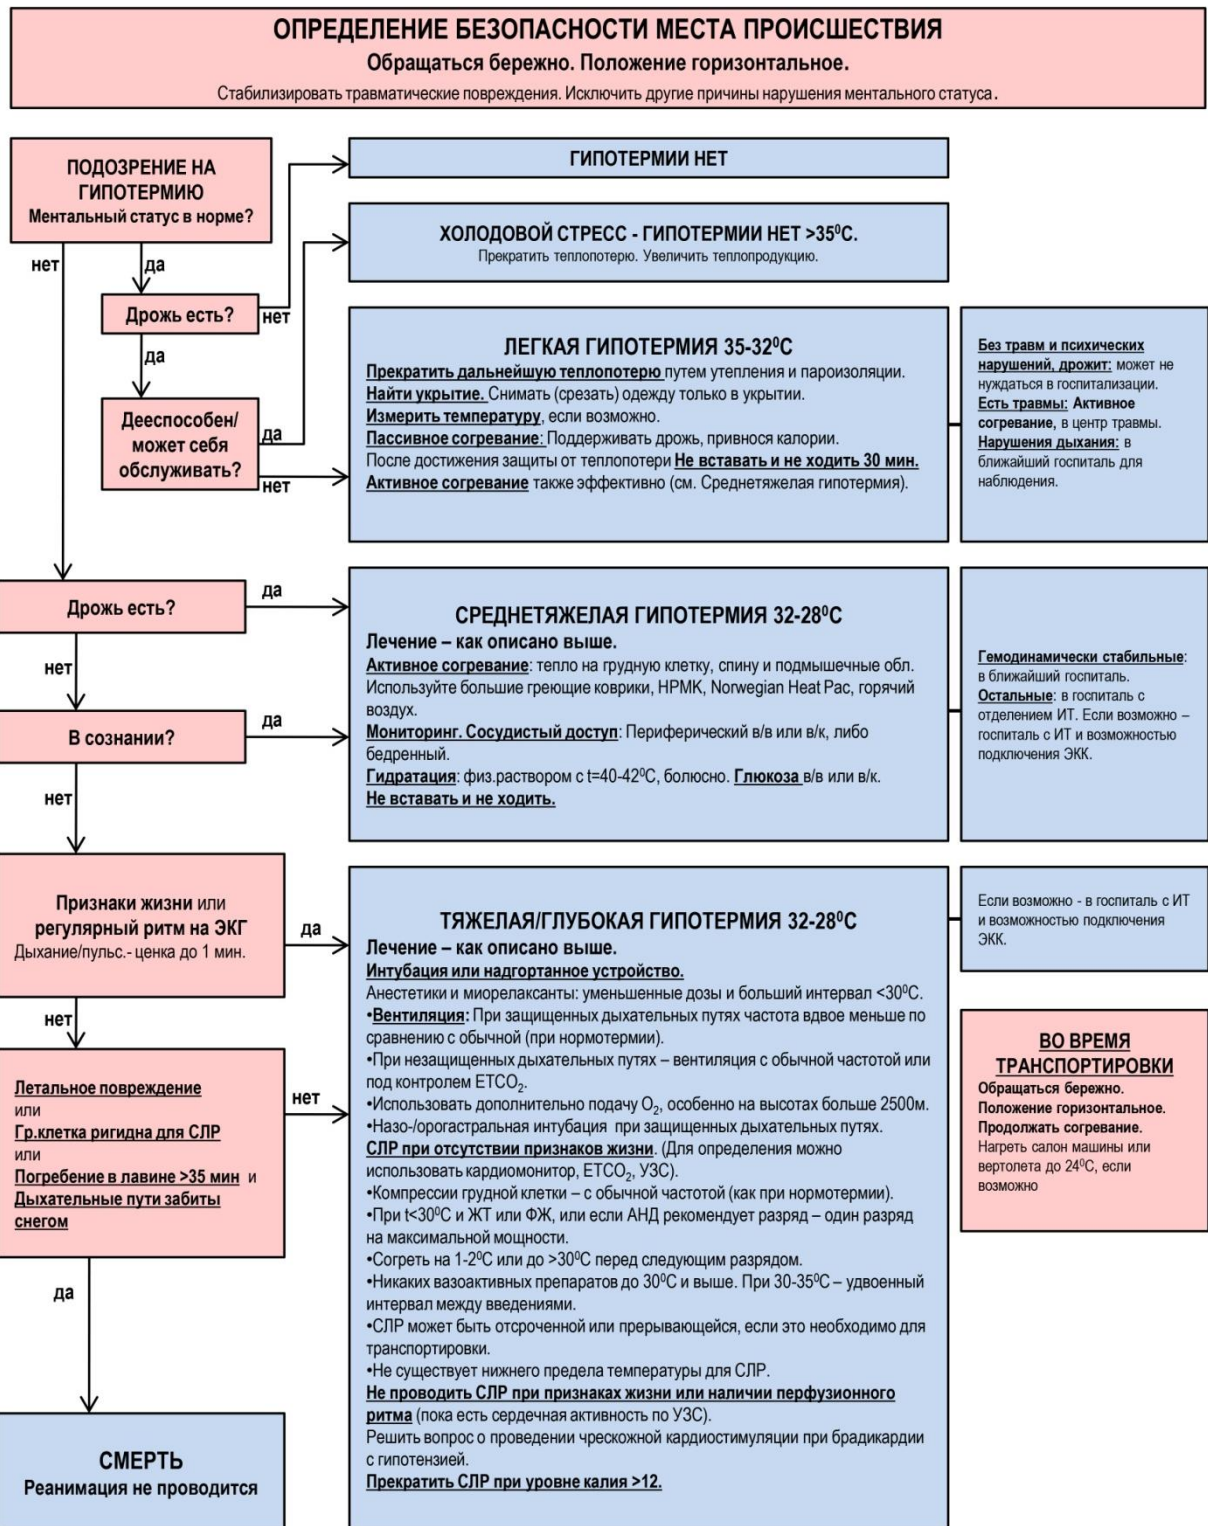 ОПРЕДЕЛЕНИЕ БЕЗОПАСНОСТИ МЕСТА ПРОИСШЕСТВИЯ
Обращаться бережно. Положение горизонтальное.
Стабилизировать травматические повреждения. Исключить другие причины нарушения ментального статуса.
ПОДОЗРЕНИЕ НА
ГИПОТЕРМИЮ
Ментальный статус в норме?
нет
да
Дрожь есть?
нет
да
Дееспособен/
может себя
обслуживать?
да
нет
ГИПОТЕРМИИ НЕТ
ХОЛОДОВОЙ СТРЕСС - ГИПОТЕРМИИ НЕТ >35⁰С.
Прекратить теплопотерю. Увеличить теплопродукцию.
ЛЕГКАЯ ГИПОТЕРМИЯ 35-32⁰С
Прекратить дальнейшую теплопотерю путем утепления и пароизоляции.
Найти укрытие. Снимать (срезать) одежду только в укрытии.
Измерить температуру, если возможно.
Пассивное согревание: Поддерживать дрожь, привнося калории.
После достижения защиты от теплопотери Не вставать и не ходить 30 мин.
Активное согревание также эффективно (см. Среднетяжелая гипотермия).
Без травм и психических
нарушений, дрожит: может не
нуждаться в госпитализации.
Есть травмы: Активное
согревание, в центр травмы.
Нарушения дыхания: в
ближайший госпиталь для
наблюдения.
Дрожь есть?
да
нет
В сознании?
да
нет
СРЕДНЕТЯЖЕЛАЯ ГИПОТЕРМИЯ 32-28⁰С
Лечение – как описано выше.
Активное согревание: тепло на грудную клетку, спину и подмышечные обл.
Используйте большие греющие коврики, HPMK, Norwegian Heat Pac, горячий
воздух.
Мониторинг. Сосудистый доступ: Периферический в/в или в/к, либо
бедренный.
Гидратация: физ.раствором с t=40-42⁰С, болюсно. Глюкоза в/в или в/к.
Не вставать и не ходить.
Гемодинамически стабильные:
в ближайший госпиталь.
Остальные: в госпиталь с
отделением ИТ. Если возможно –
госпиталь с ИТ и возможностью
подключения ЭКК.
Признаки жизни или
регулярный ритм на ЭКГ
Дыхание/пульс.- ценка до 1 мин.
да
нет
Летальное повреждение
или
Гр.клетка ригидна для СЛР
или
Погребение в лавине >35 мин и
Дыхательные пути забиты
снегом
нет
да
СМЕРТЬ
Реанимация не проводится
ТЯЖЕЛАЯ/ГЛУБОКАЯ ГИПОТЕРМИЯ 32-28⁰С
Лечение – как описано выше.
Интубация или надгортанное устройство.
Анестетики и миорелаксанты: уменьшенные дозы и больший интервал <30⁰С.
•Вентиляция: При защищенных дыхательных путях частота вдвое меньше по
сравнению с обычной (при нормотермии).
•При незащищенных дыхательных путях – вентиляция с обычной частотой или
под контролем ETCO₂.
•Использовать дополнительно подачу O₂, особенно на высотах больше 2500м.
•Назо-/орогастральная интубация при защищенных дыхательных путях.
СЛР при отсутствии признаков жизни. (Для определения можно
использовать кардиомонитор, ETCO₂, УЗС).
•Компрессии грудной клетки – с обычной частотой (как при нормотермии).
•При t<30⁰С и ЖТ или ФЖ, или если АНД рекомендует разряд – один разряд
на максимальной мощности.
•Согреть на 1-2⁰С или до >30⁰С перед следующим разрядом.
•Никаких вазоактивных препаратов до 30⁰С и выше. При 30-35⁰С – удвоенный
интервал между введениями.
•СЛР может быть отсроченной или прерывающейся, если это необходимо для
транспортировки.
•Не существует нижнего предела температуры для СЛР.
Не проводить СЛР при признаках жизни или наличии перфузионного
ритма (пока есть сердечная активность по УЗС).
Решить вопрос о проведении чрескожной кардиостимуляции при брадикардии
с гипотензией.
Прекратить СЛР при уровне калия >12.
Если возможно - в госпиталь с ИТ
и возможностью подключения
ЭКК.
ВО ВРЕМЯ
ТРАНСПОРТИРОВКИ
Обращаться бережно.
Положение горизонтальное.
Продолжать согревание.
Нагреть салон машины или
вертолета до 24⁰С, если
возможно